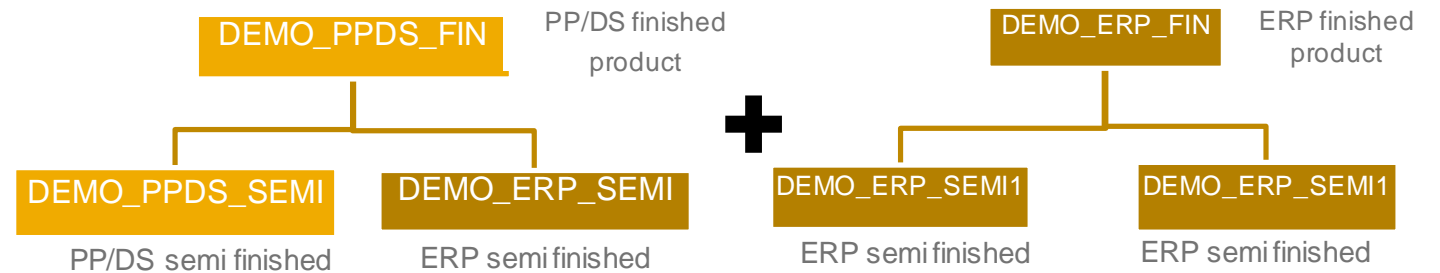 DEMO_PPDS_FIN
PP/DS finished
product
DEMO_ERP_FIN
ERP finished
product
DEMO_PPDS_SEMI
DEMO_ERP_SEMI
DEMO_ERP_SEMI1
DEMO_ERP_SEMI1
PP/DS semi finished
ERP semi finished
ERP semi finished
ERP semi finished